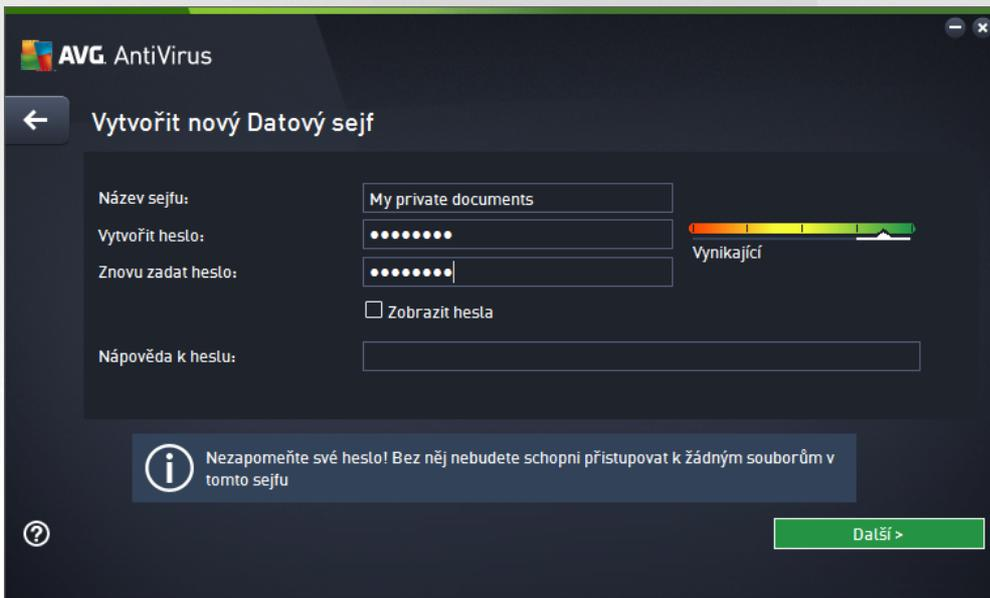 AVG. AntiVirus
Vytvořit nový Datový sejf
Název sejfu:
My private documents
Vytvořit heslo:
●●●●●●●●
Vynikající
Znovu zadat heslo:
●●●●●●●●
Zobrazit hesla
Nápověda k heslu:
Nezapomeňte své heslo! Bez něj nebudete schopni přistupovat k žádným souborům v
tomto sejfu
Další >